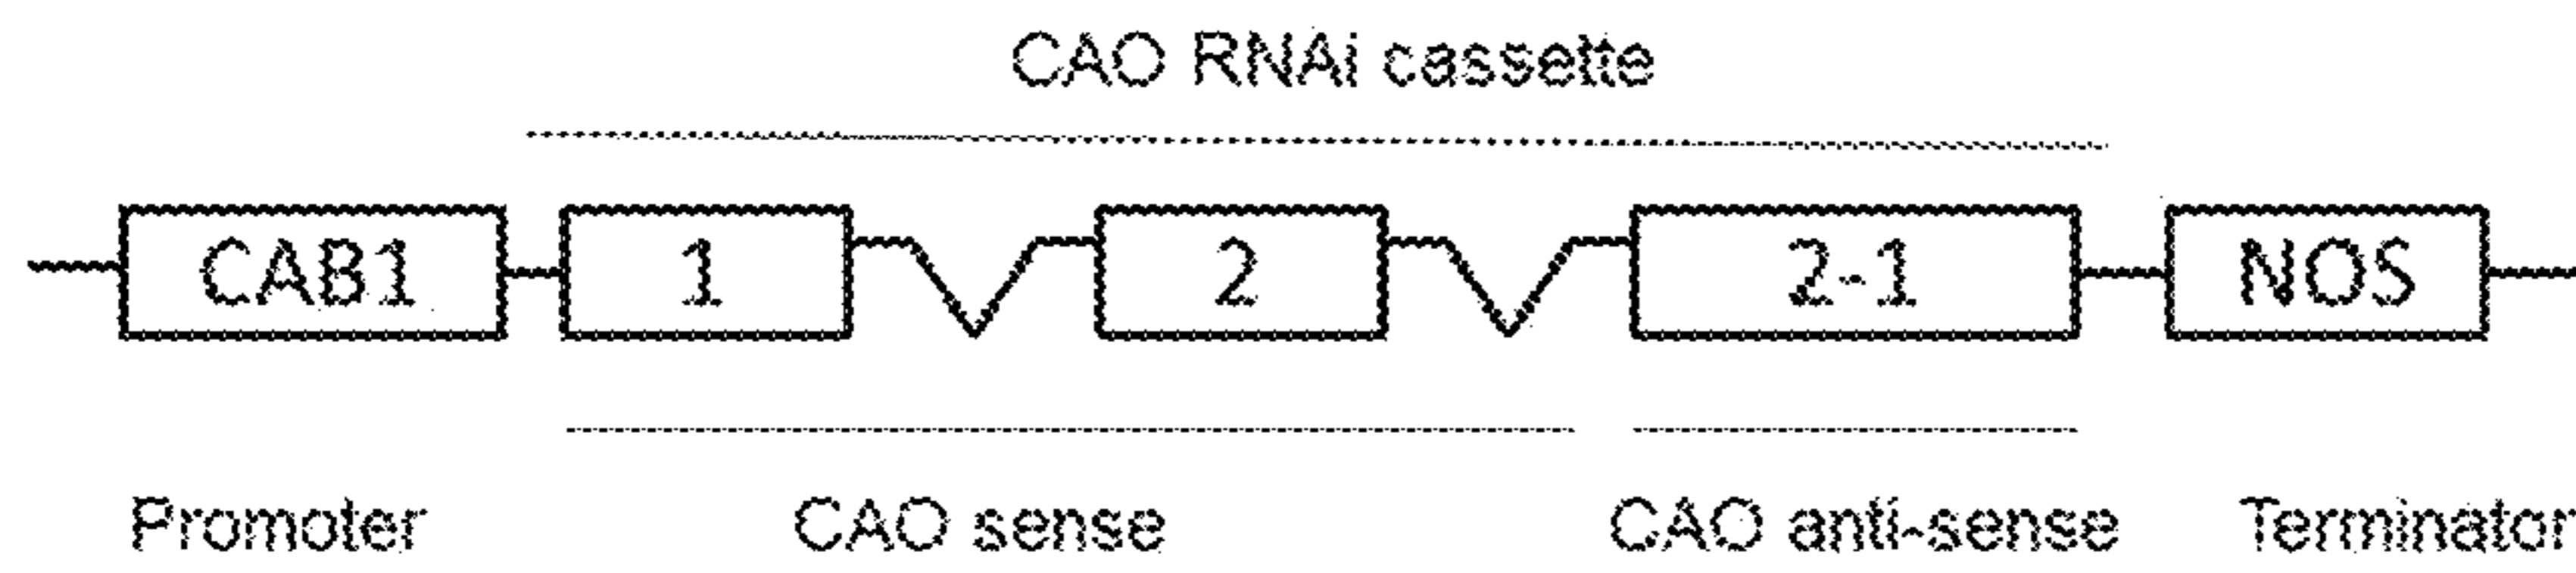 CAO RNAi cassette
CAB1 1 2 2-1 NOS
Promoter CAO sense CAO anti-sense Terminator